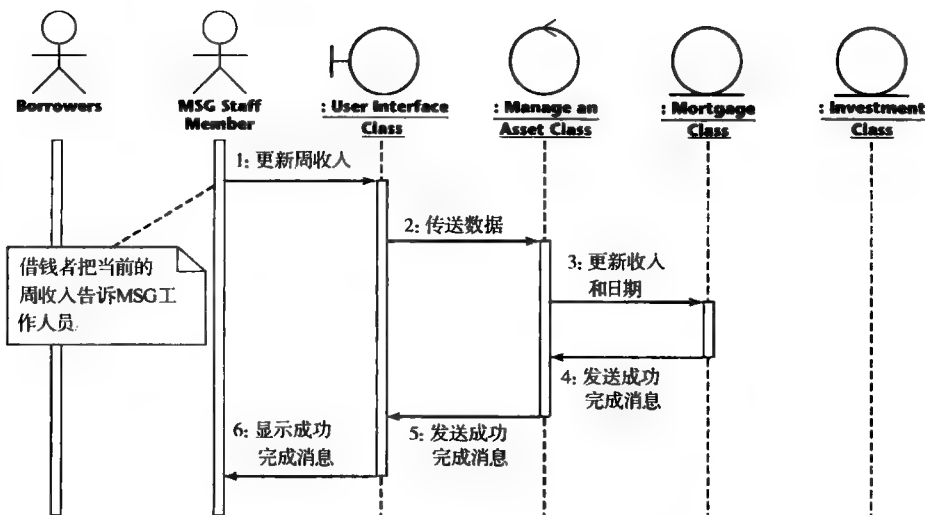 Borrowers
MSG Staff
Member
: User Interface
Class
: Manage an
Asset Class
: Mortgage
Class
: Investment
Class
1: 更新周收人
2: 传送数据
借钱者把当前的
周收入告诉MSG工
作人员
3: 更新收入
和日期
4: 发送成功
完成消息
5: 发送成功
完成消息
6: 显示成功
完成消息